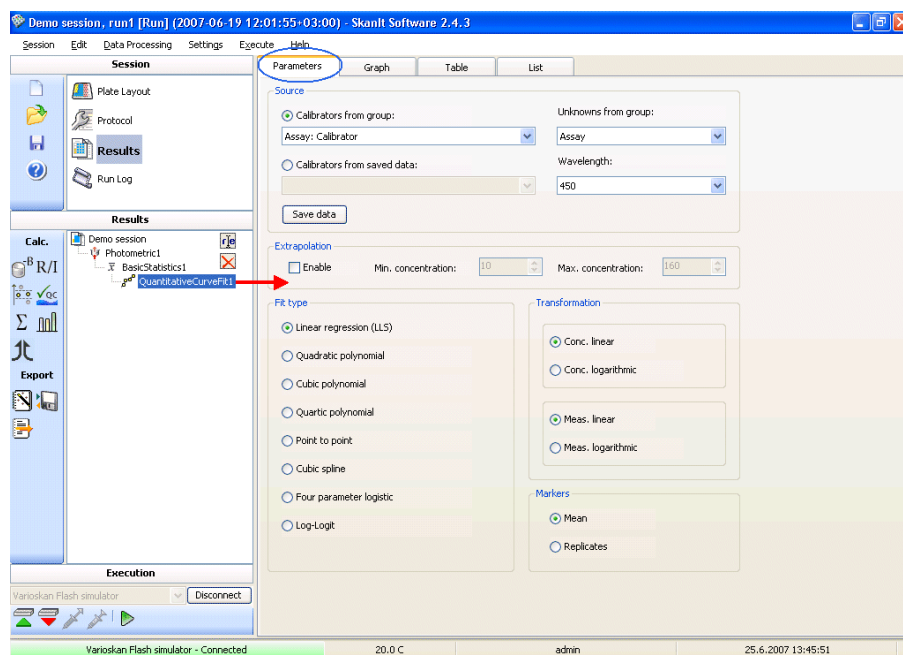 Demo session, run1 [Run] (2007-06-19 12:01:55+03:00) - SkanIt Software 2.4.3
Session Edit Data Processing Settings Execute Help
Session
Plate Layout
Protocol
Results
Run Log
Results
Calc.
-B R/I
QC
Σ
Export
Demo session
Photometric1
x BasicStatistics1
QuantitativeCurveFit1
Execution
Varioskan Flash simulator Disconnect
Parameters Graph Table List
Source
Calibrators from group: Unknowns from group:
Assay: Calibrator Assay
Calibrators from saved data: Wavelength:
450
Save data
Extrapolation
Enable Min. concentration: 10 Max. concentration: 160
Fit type
Linear regression (LLS)
Quadratic polynomial
Cubic polynomial
Quartic polynomial
Point to point
Cubic spline
Four parameter logistic
Log-Logit
Transformation
Conc. linear
Conc. logarithmic
Meas. linear
Meas. logarithmic
Markers
Mean
Replicates
Varioskan Flash simulator - Connected 20.0 C admin 25.6.2007 13:45:51